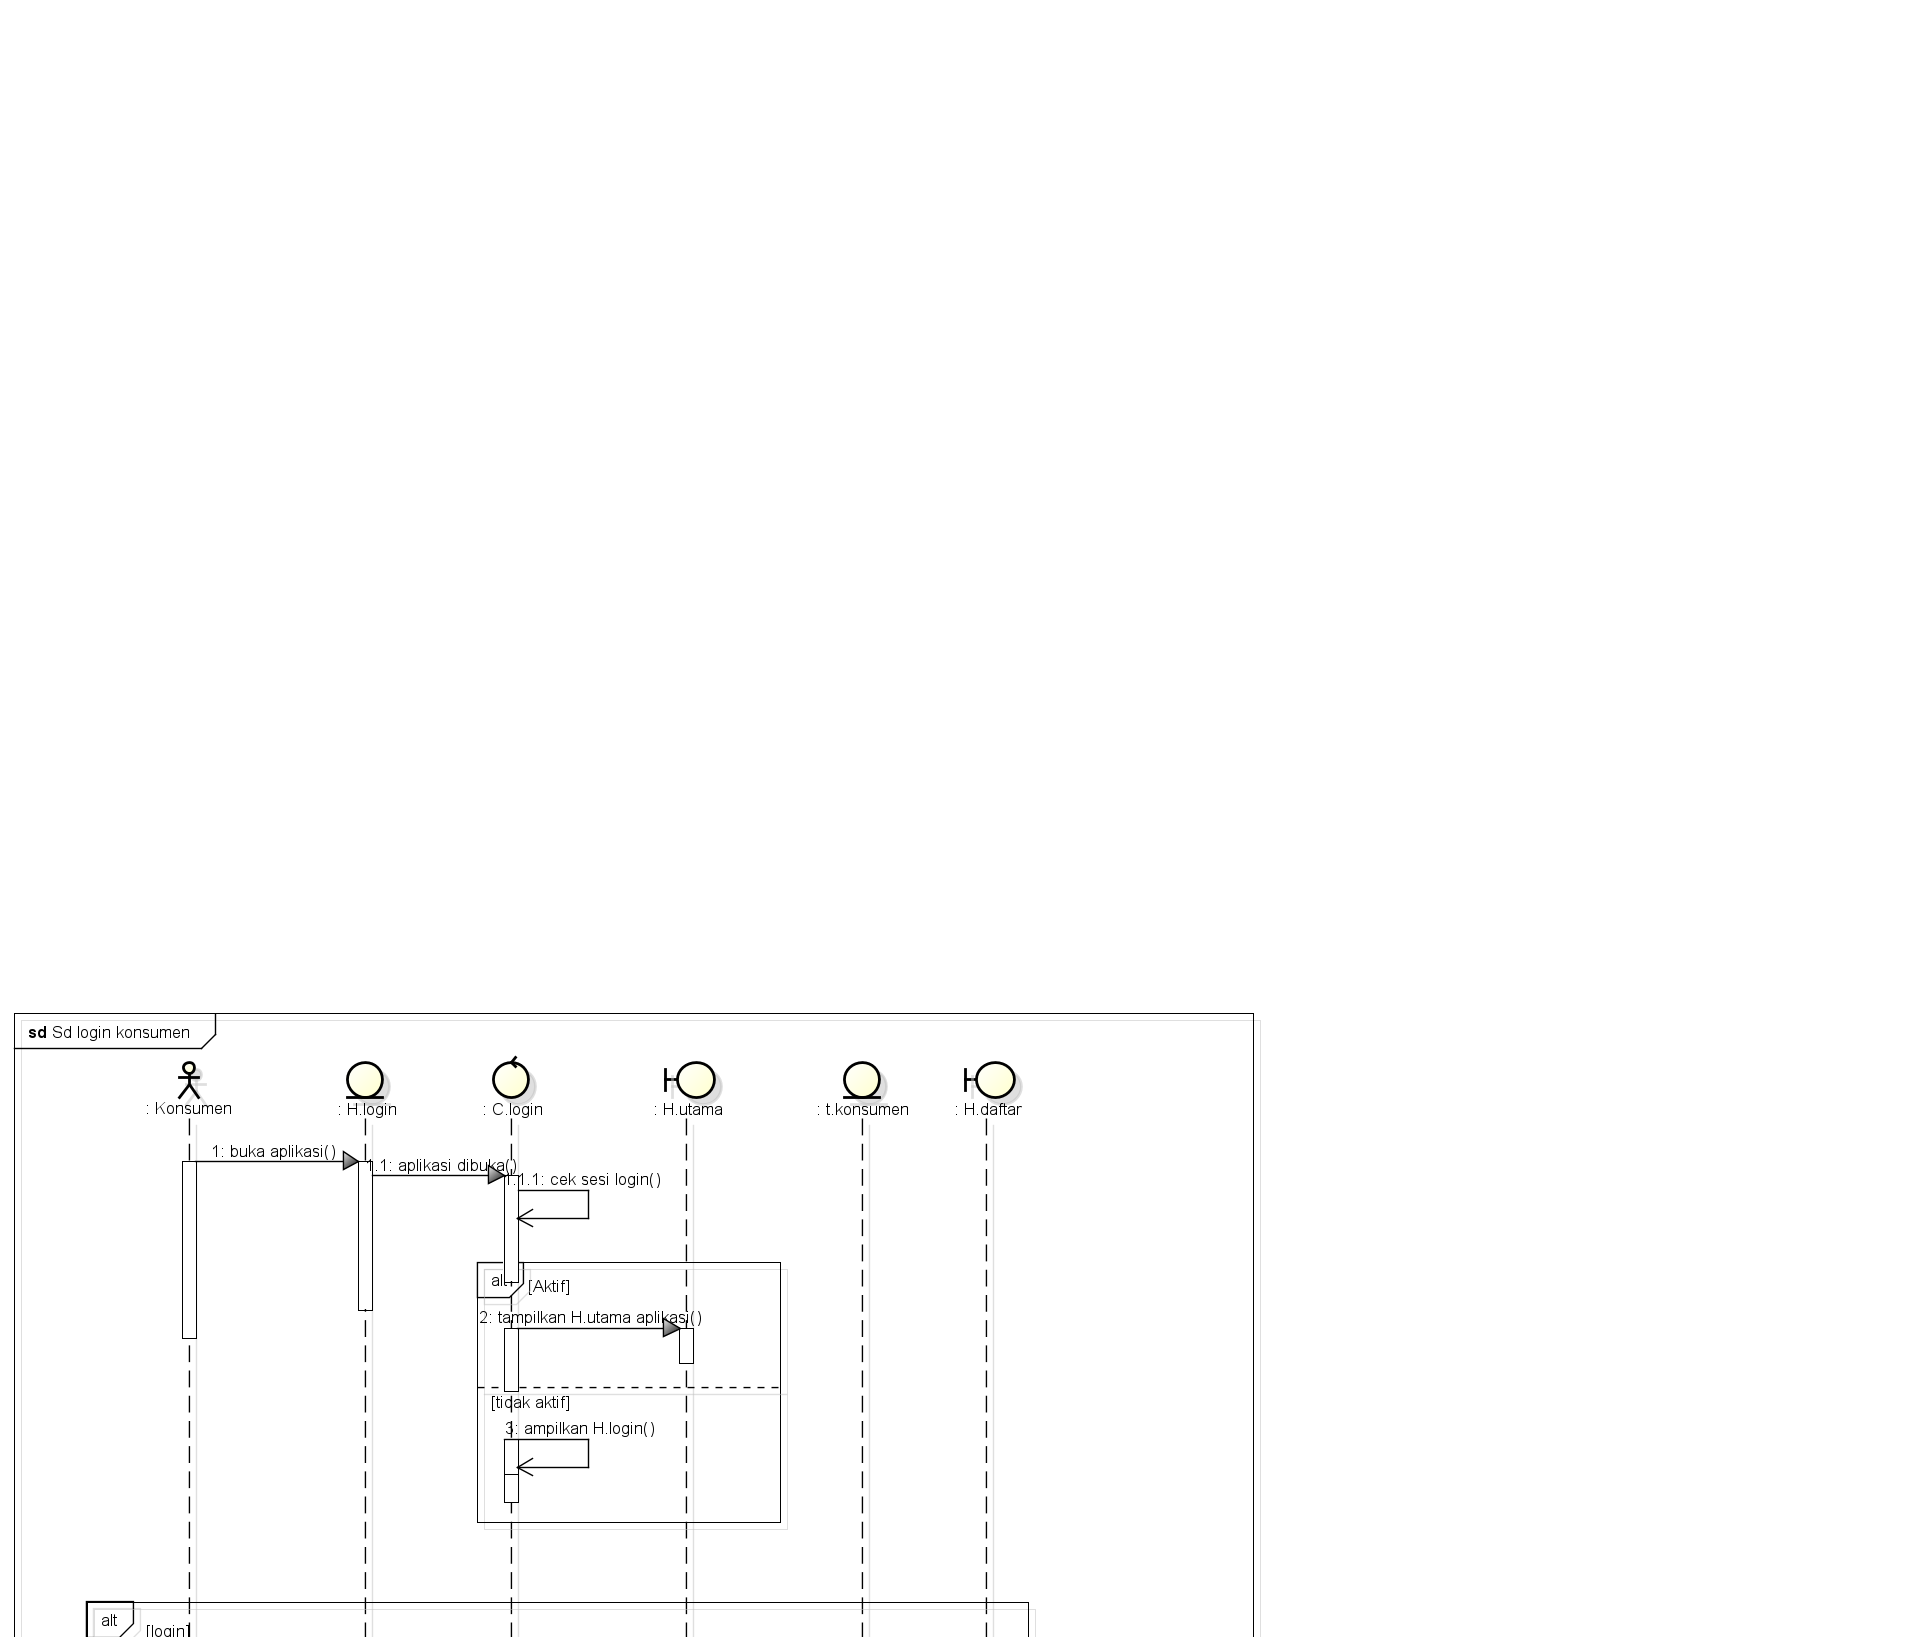 sd Sd login konsumen
: Konsumen
: H.login
: C.login
: H.utama
: t.konsumen
: H.daftar
1: buka aplikasi()
1.1: aplikasi dibuka()
1.1.1: cek sesi login()
alt
[Aktif]
2: tampilkan H.utama aplikasi()
[tidak aktif]
3: ampilkan H.login()
alt
[login]